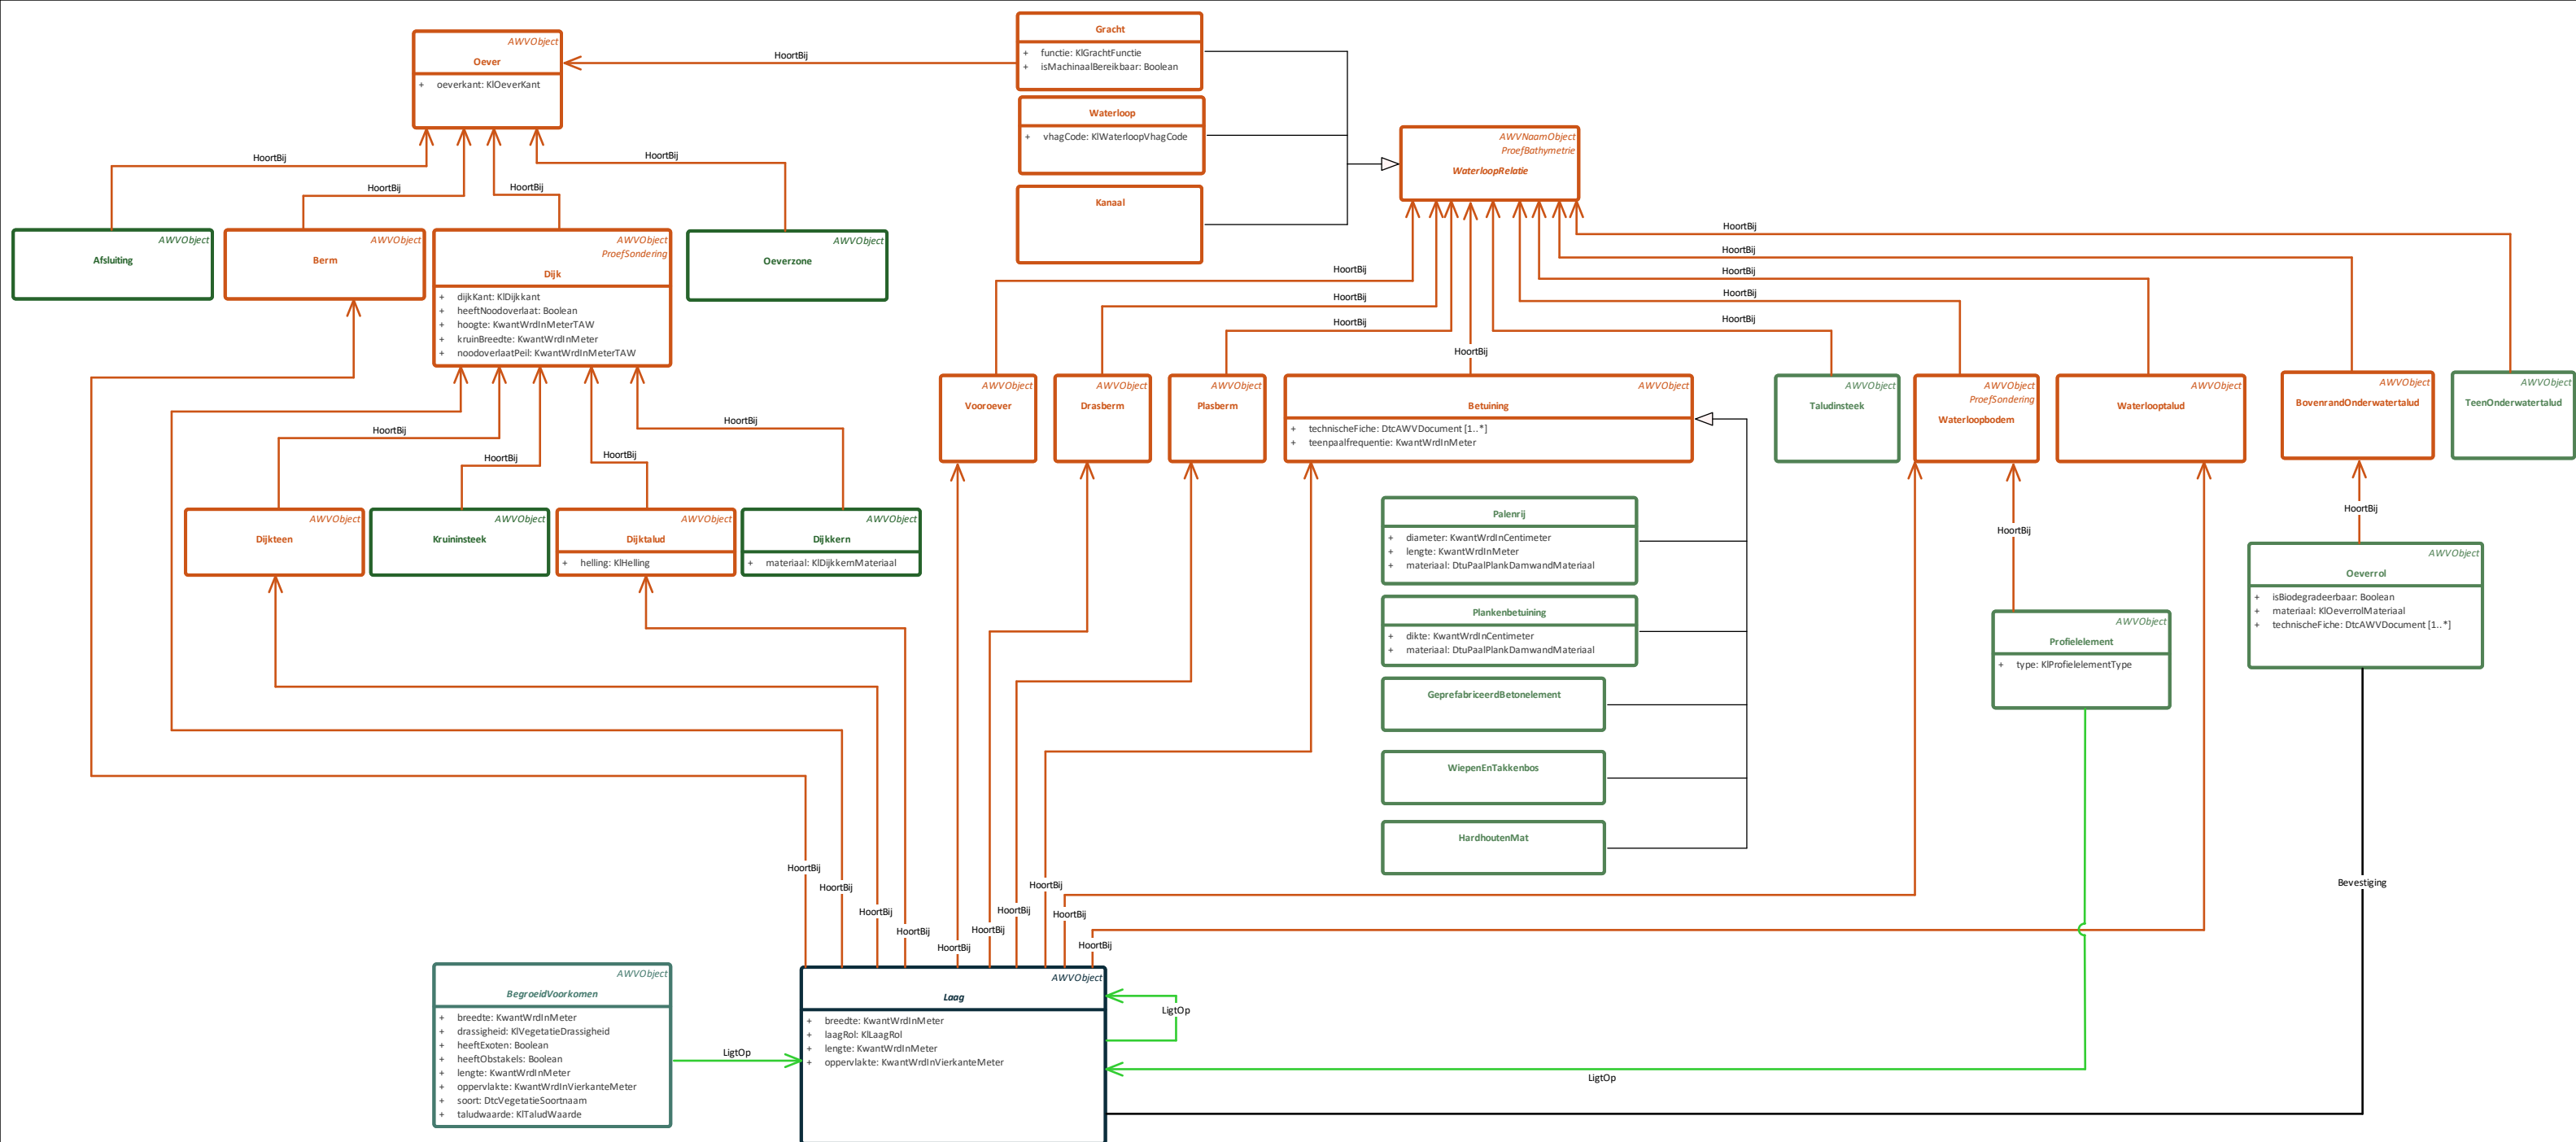 Gracht
+ functie: KlGrachtFunctie
+ isMachinaalBereikbaar: Boolean
AWVObject
Oever
+ oeverkant: KlOeverKant
HoortBij
Waterloop
+ vhagCode: KlWaterloopVhagCode
Kanaal
AWVNaamObject
ProefBathymetrie
WaterloopRelatie
HoortBij
HoortBij
HoortBij
HoortBij
AWVObject
Afsluiting
AWVObject
Berm
AWVObject
ProefSondering
Dijk
+ dijkKant: KlDijkkant
+ heeftNoodoverlaat: Boolean
+ hoogte: KwantWrdInMeterTAW
+ kruinBreedte: KwantWrdInMeter
+ noodoverlaatPeil: KwantWrdInMeterTAW
AWVObject
Oeverzone
HoortBij
HoortBij
HoortBij
HoortBij
HoortBij
HoortBij
HoortBij
HoortBij
HoortBij
AWVObject
Vooroever
AWVObject
Drasberm
AWVObject
Plasberm
AWVObject
Betuining
+ technischeFiche: DtcAWVDocument [1..*]
+ teenpaalfrequentie: KwantWrdInMeter
AWVObject
Taludinsteek
AWVObject
ProefSondering
Waterloopbodem
AWVObject
Waterlooptalud
AWVObject
BovenrandOnderwatertalud
AWVObject
TeenOnderwatertalud
HoortBij
HoortBij
HoortBij
HoortBij
AWVObject
Dijkteen
AWVObject
Kruininsteek
AWVObject
Dijktalud
+ helling: KlHelling
AWVObject
Dijkkern
+ materiaal: KlDijkkernMateriaal
Palenrij
+ diameter: KwantWrdInCentimeter
+ lengte: KwantWrdInMeter
+ materiaal: DtuPaalPlankDamwandMateriaal
Plankenbetuining
+ dikte: KwantWrdInCentimeter
+ materiaal: DtuPaalPlankDamwandMateriaal
GeprefabriceerdBetonelement
WiepenEnTakkenbos
HardhoutenMat
HoortBij
HoortBij
AWVObject
Profielelement
+ type: KlProfielelementType
AWVObject
Oeverrol
+ isBiodegradeerbaar: Boolean
+ materiaal: KlOeverrolMateriaal
+ technischeFiche: DtcAWVDocument [1..*]
HoortBij
HoortBij
HoortBij
HoortBij
HoortBij
HoortBij
HoortBij
HoortBij
HoortBij
HoortBij
Bevestiging
AWVObject
BegroeidVoorkomen
+ breedte: KwantWrdInMeter
+ drassigheid: KlVegetatieDrassigheid
+ heeftExoten: Boolean
+ heeftObstakels: Boolean
+ lengte: KwantWrdInMeter
+ oppervlakte: KwantWrdInVierkanteMeter
+ soort: DtcVegetatieSoortnaam
+ taludwaarde: KlTaludWaarde
LigtOp
AWVObject
Laag
+ breedte: KwantWrdInMeter
+ laagRol: KlLaagRol
+ lengte: KwantWrdInMeter
+ oppervlakte: KwantWrdInVierkanteMeter
LigtOp
LigtOp